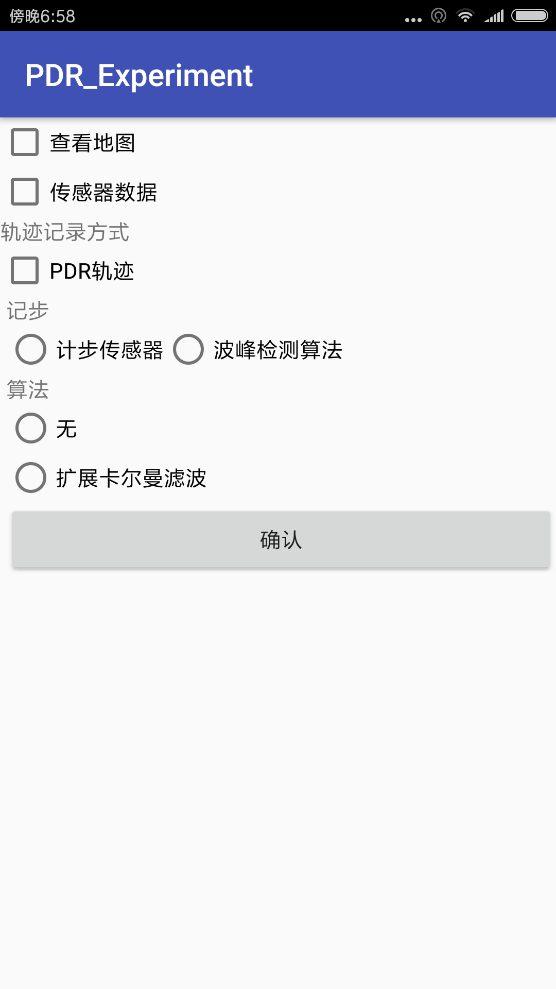 傍晚6:58
PDR_Experiment
查看地图
传感器数据
轨迹记录方式
PDR轨迹
记步
计步传感器 波峰检测算法
算法
无
扩展卡尔曼滤波
确认